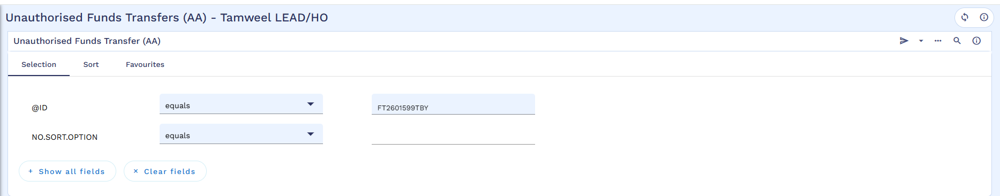 Unauthorised Funds Transfers (AA) - Tamweel LEAD/HO
Unauthorised Funds Transfer (AA)
Selection Sort Favourites
@ID equals FT2601599TBY
NO.SORT.OPTION equals
+ Show all fields × Clear fields